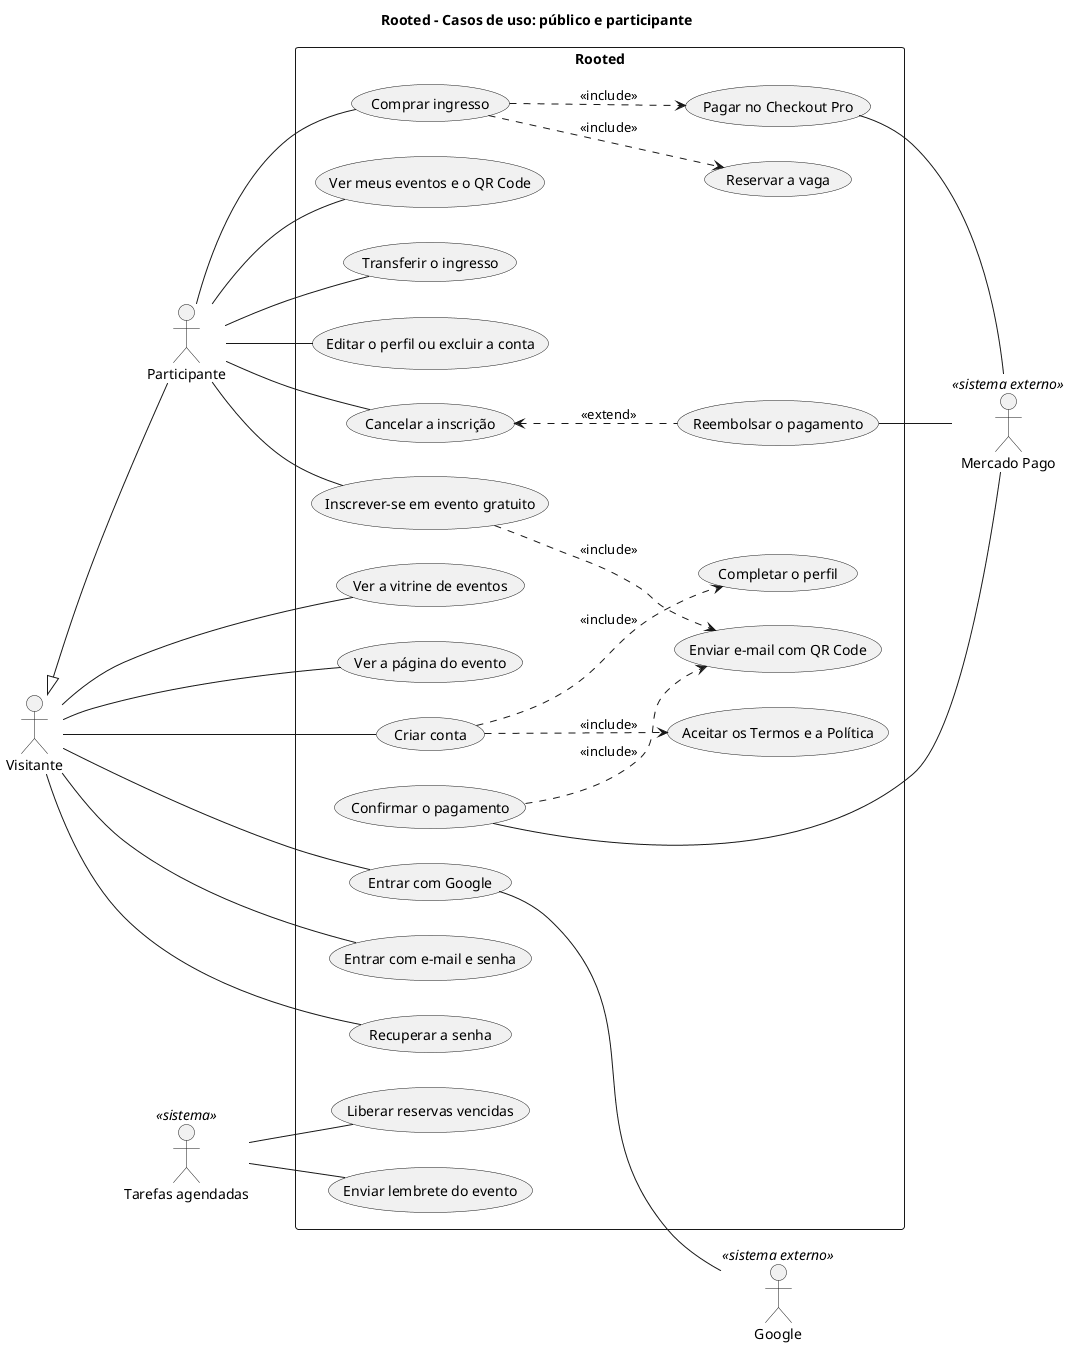 Rooted - Casos de uso: público e participante
Rooted
Comprar ingresso
«include»
Pagar no Checkout Pro
«include»
Reservar a vaga
Ver meus eventos e o QR Code
Transferir o ingresso
Participante
Editar o perfil ou excluir a conta
Cancelar a inscrição
«extend»
Reembolsar o pagamento
«sistema externo»
Mercado Pago
Inscrever-se em evento gratuito
«include»
Ver a vitrine de eventos
Completar o perfil
«include»
Ver a página do evento
Enviar e-mail com QR Code
Visitante
Criar conta
«include»
Aceitar os Termos e a Política
«include»
Confirmar o pagamento
Entrar com Google
Entrar com e-mail e senha
Recuperar a senha
«sistema»
Tarefas agendadas
Liberar reservas vencidas
Enviar lembrete do evento
«sistema externo»
Google